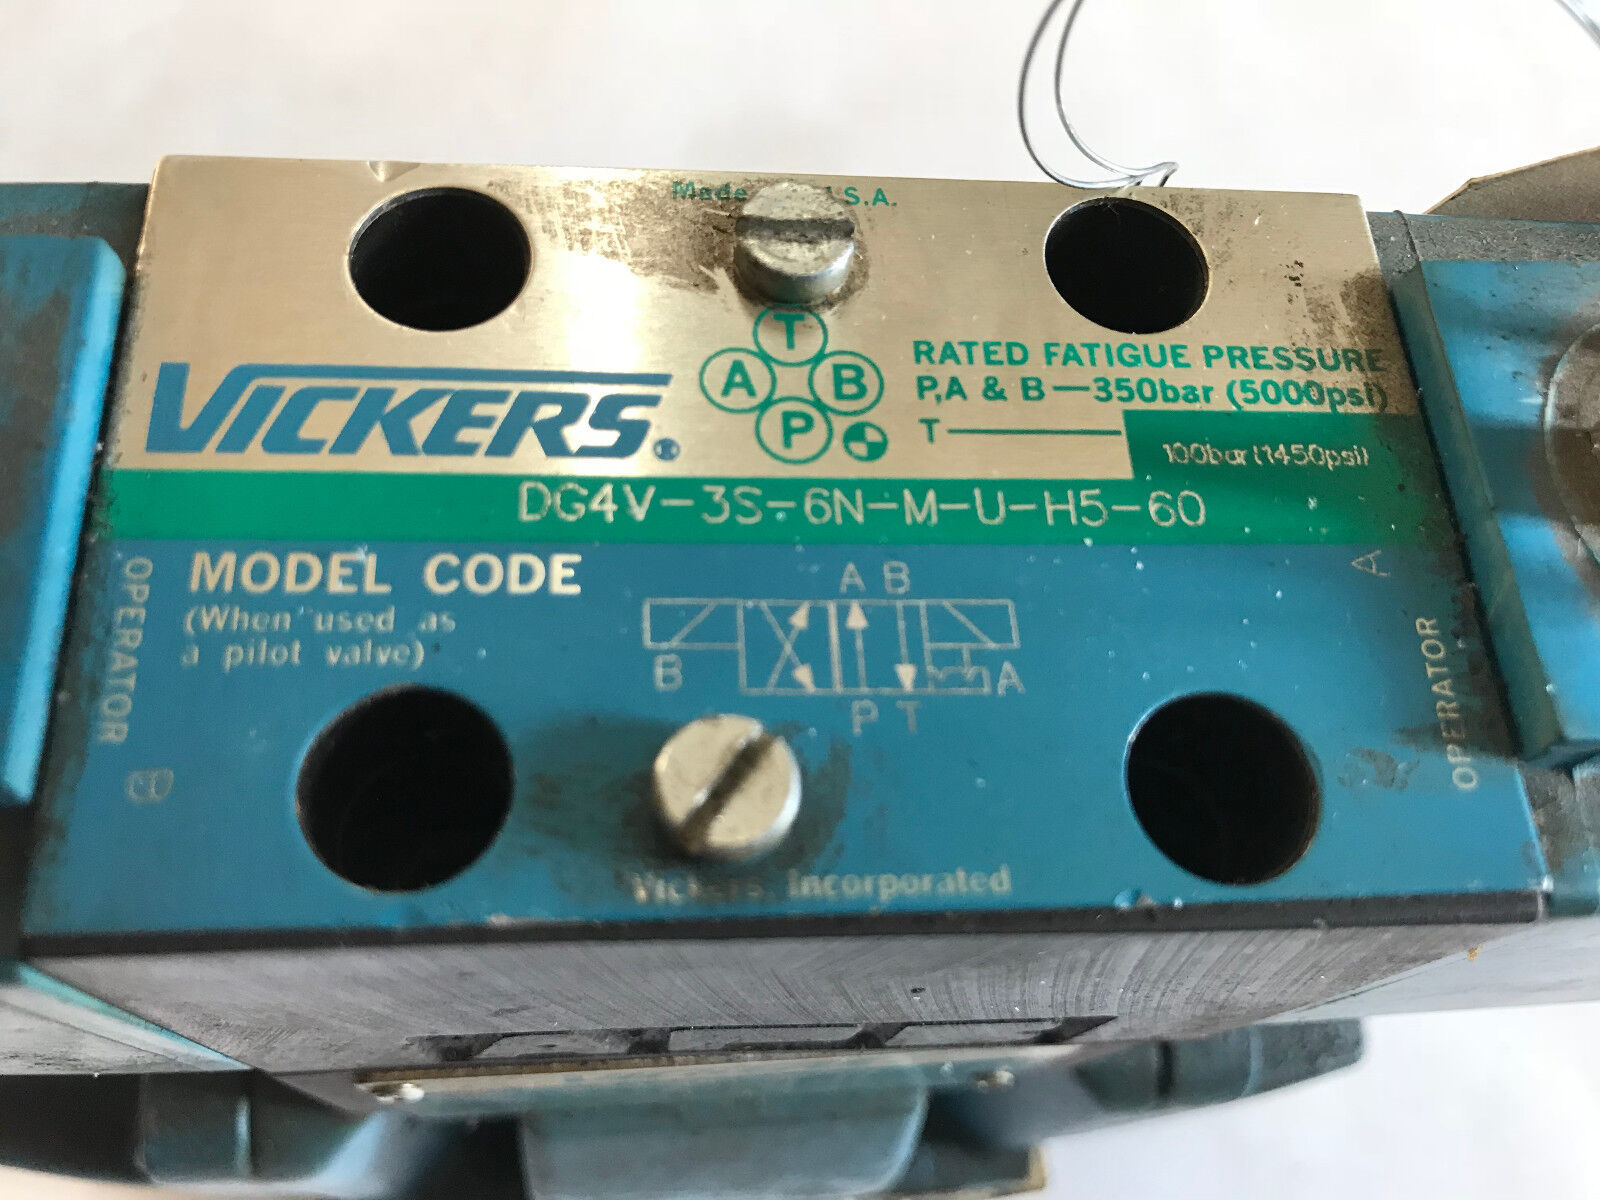 Made S.A.
T
A B
P
VICKERS®
RATED FATIGUE PRESSURE
P,A & B—350bar (5000psi)
T—
100bar(1450psi)
DG4V-3S-6N-M-U-H5-60
MODEL CODE
(When used as
a pilot valve)
OPERATOR B
A B
B A
P T
OPERATOR A
Vickers, Incorporated